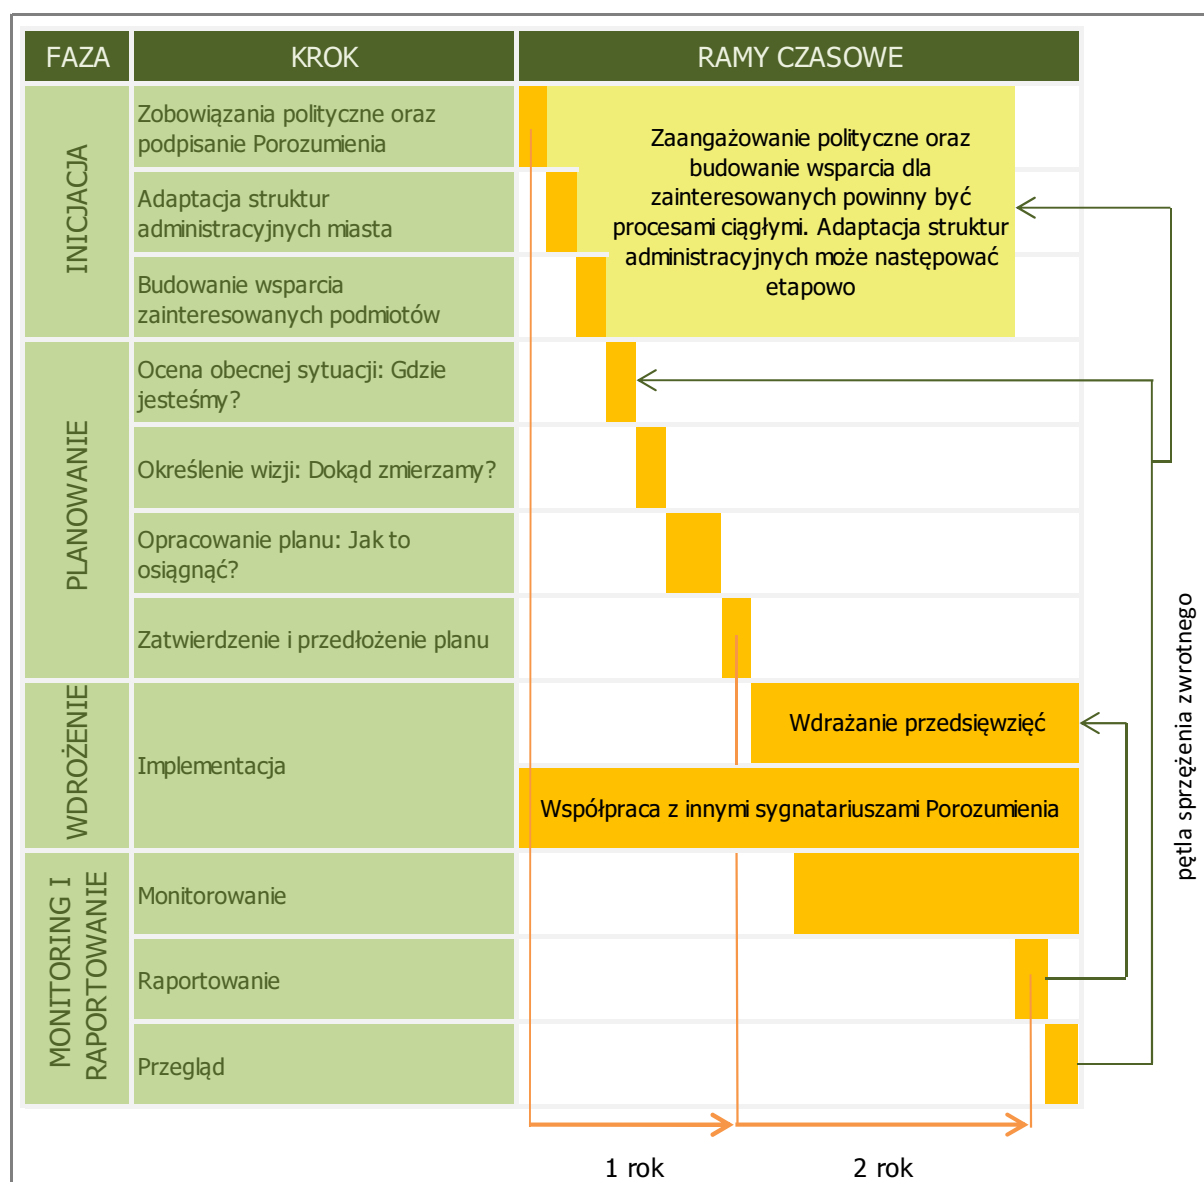 FAZA
KROK
RAMY CZASOWE
INICJACJA
Zobowiązania polityczne oraz
podpisanie Porozumienia
Adaptacja struktur
administracyjnych miasta
Budowanie wsparcia
zainteresowanych podmiotów
Zaangażowanie polityczne oraz
budowanie wsparcia dla
zainteresowanych powinny być
procesami ciągłymi. Adaptacja struktur
administracyjnych może następować
etapowo
PLANOWANIE
Ocena obecnej sytuacji: Gdzie
jesteśmy?
Określenie wizji: Dokąd zmierzamy?
Opracowanie planu: Jak to
osiągnąć?
Zatwierdzenie i przedłożenie planu
WDROŻENIE
Implementacja
Wdrażanie przedsięwzięć
Współpraca z innymi sygnatariuszami Porozumienia
MONITORING I
RAPORTOWANIE
Monitorowanie
Raportowanie
Przegląd
pętla sprzężenia zwrotnego
1 rok
2 rok